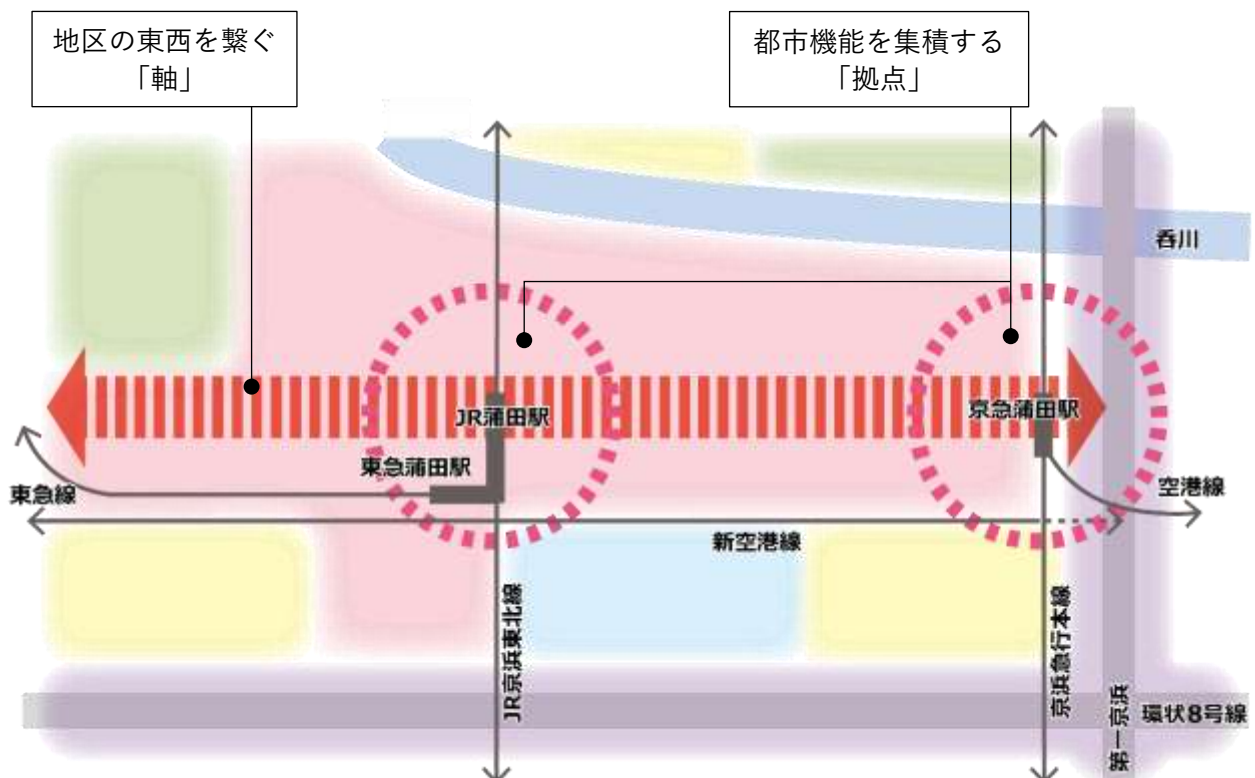 地区の東西を繋ぐ
「軸」
都市機能を集積する
「拠点」
呑川
JR蒲田駅
京急蒲田駅
東急蒲田駅
東急線
空港線
新空港線
JR京浜東北線
京浜急行本線
第一京浜
環状8号線